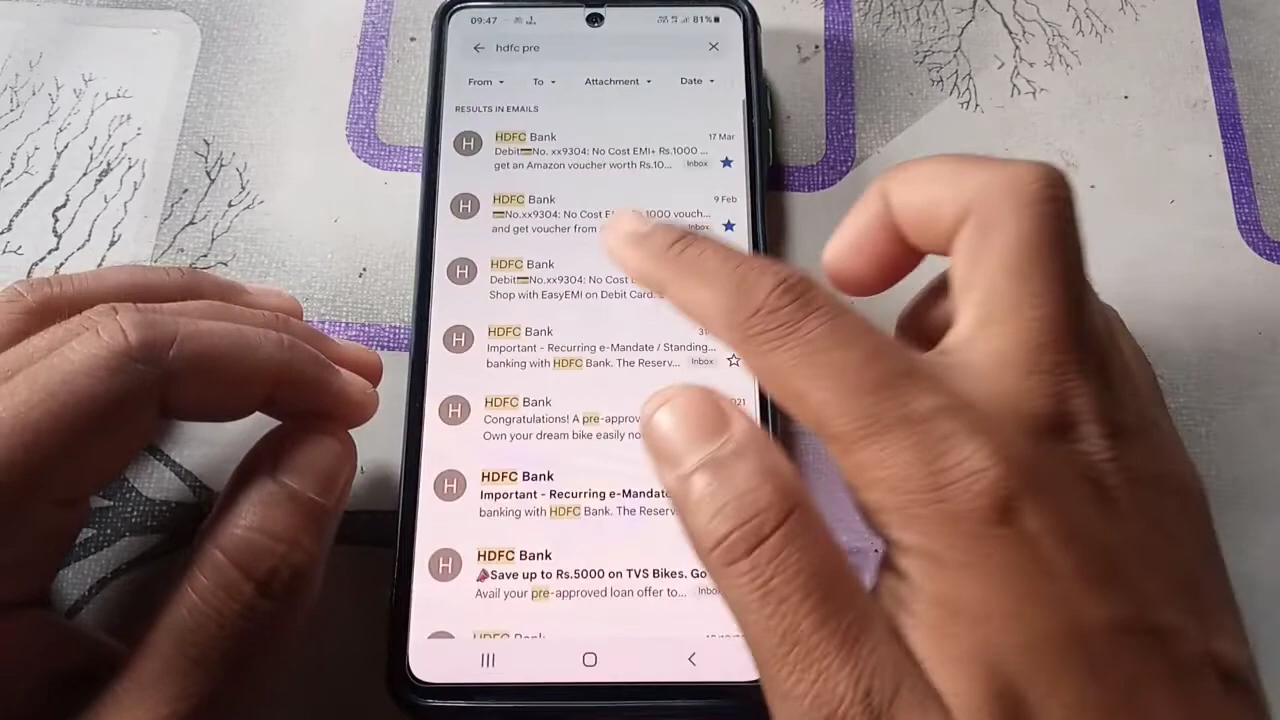 09:47 81%
hdfc pre
From To Attachment Date
RESULTS IN EMAILS
HDFC Bank 17 Mar
Debit💳No. xx9304: No Cost EMI+ Rs.1000 ...
get an Amazon voucher worth Rs.10... Inbox
HDFC Bank 9 Feb
💳No.xx9304: No Cost 1000 vouch...
and get voucher from Inbox
HDFC Bank
Debit💳No.xx9304: No Cost
Shop with EasyEMI on Debit Card.
HDFC Bank
Important - Recurring e-Mandate / Standing...
banking with HDFC Bank. The Reserv... Inbox
HDFC Bank
Congratulations! A
Own your dream bike easily
HDFC Bank
Important - Recurring e-Mandate
banking with HDFC Bank. The Reserv
HDFC Bank
📣Save up to Rs.5000 on TVS Bikes. Go
Avail your pre-approved loan offer to...
HDFC Bank